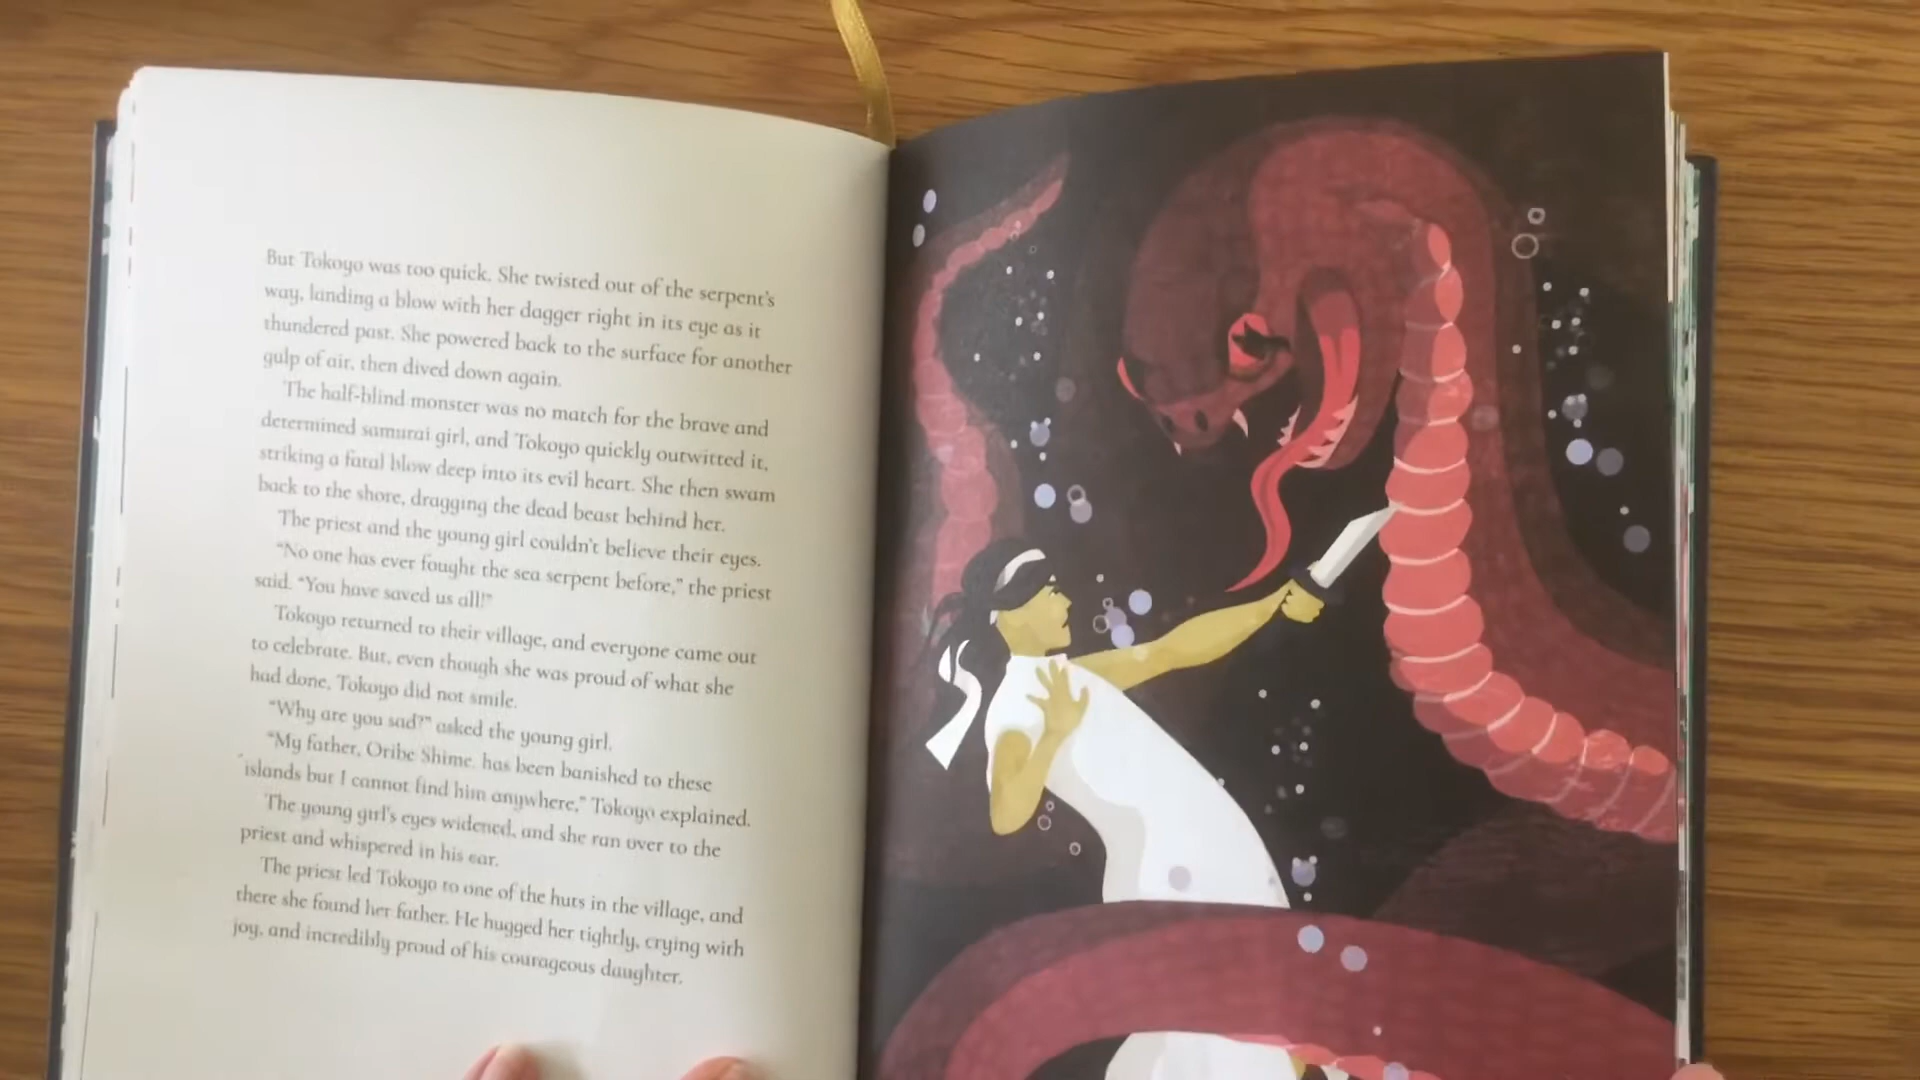 But Tokoyo was too quick. She twisted out of the serpent's
way, landing a blow with her dagger right in its eye as it
thundered past. She powered back to the surface for another
gulp of air, then dived down again.
The half-blind monster was no match for the brave and
determined samurai girl, and Tokoyo quickly outwitted it,
striking a fatal blow deep into its evil heart. She then swam
back to the shore, dragging the dead beast behind her.
The priest and the young girl couldn't believe their eyes.
“No one has ever fought the sea serpent before,” the priest
said. “You have saved us all!”
Tokoyo returned to their village, and everyone came out
to celebrate. But, even though she was proud of what she
had done, Tokoyo did not smile.
“Why are you sad?” asked the young girl.
“My father, Oribe Shime, has been banished to these
islands but I cannot find him anywhere,” Tokoyo explained.
The young girl's eyes widened, and she ran over to the
priest and whispered in his ear.
The priest led Tokoyo to one of the huts in the village, and
there she found her father. He hugged her tightly, crying with
joy, and incredibly proud of his courageous daughter.